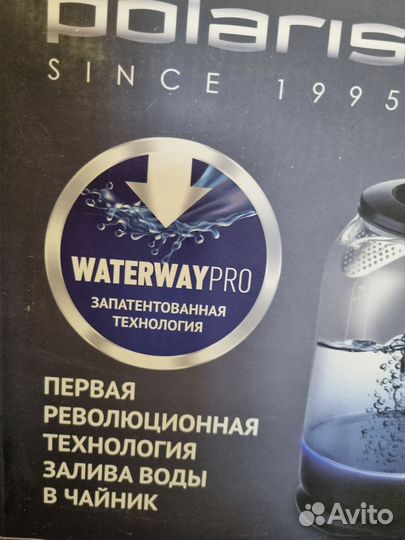 polaris
SINCE 1995
WATERWAYPRO
ЗАПАТЕНТОВАННАЯ
ТЕХНОЛОГИЯ
ПЕРВАЯ
РЕВОЛЮЦИОННАЯ
ТЕХНОЛОГИЯ
ЗАЛИВА ВОДЫ
В ЧАЙНИК
Avito